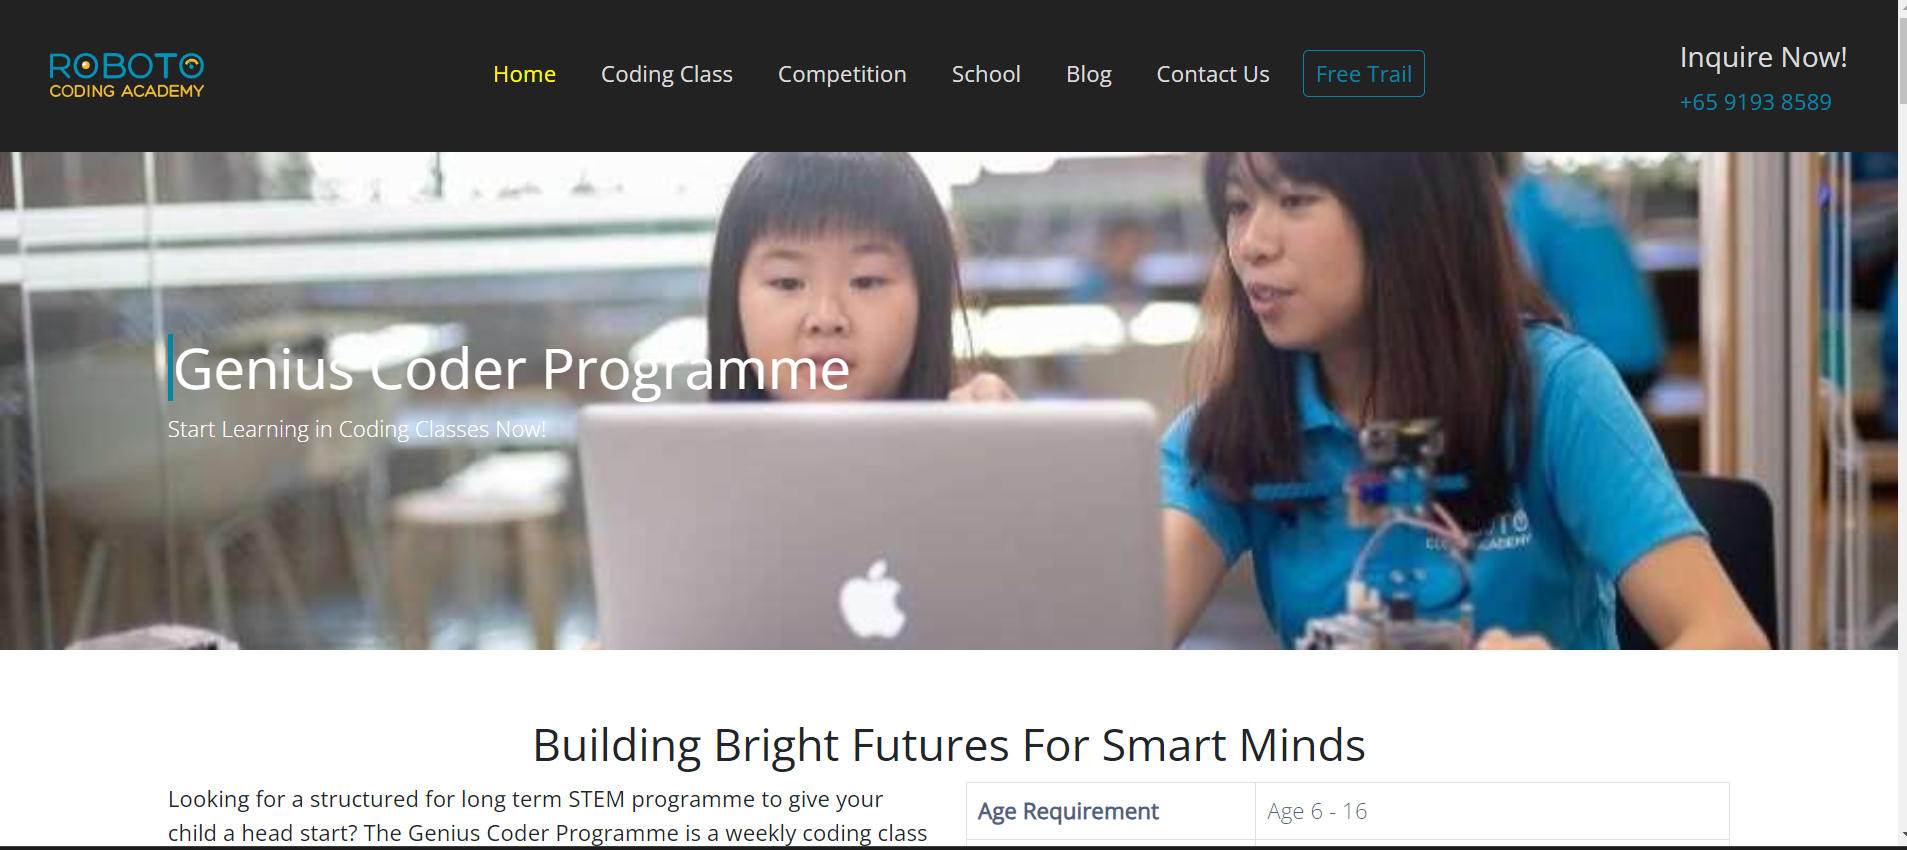 ROBOTO
CODING ACADEMY
Home
Coding Class
Competition
School
Blog
Contact Us
Free Trail
Inquire Now!
+65 9193 8589
Genius Coder Programme
Start Learning in Coding Classes Now!
ACADEMY
Building Bright Futures For Smart Minds
Looking for a structured for long term STEM programme to give your
child a head start? The Genius Coder Programme is a weekly coding class
Age Requirement
Age 6 - 16